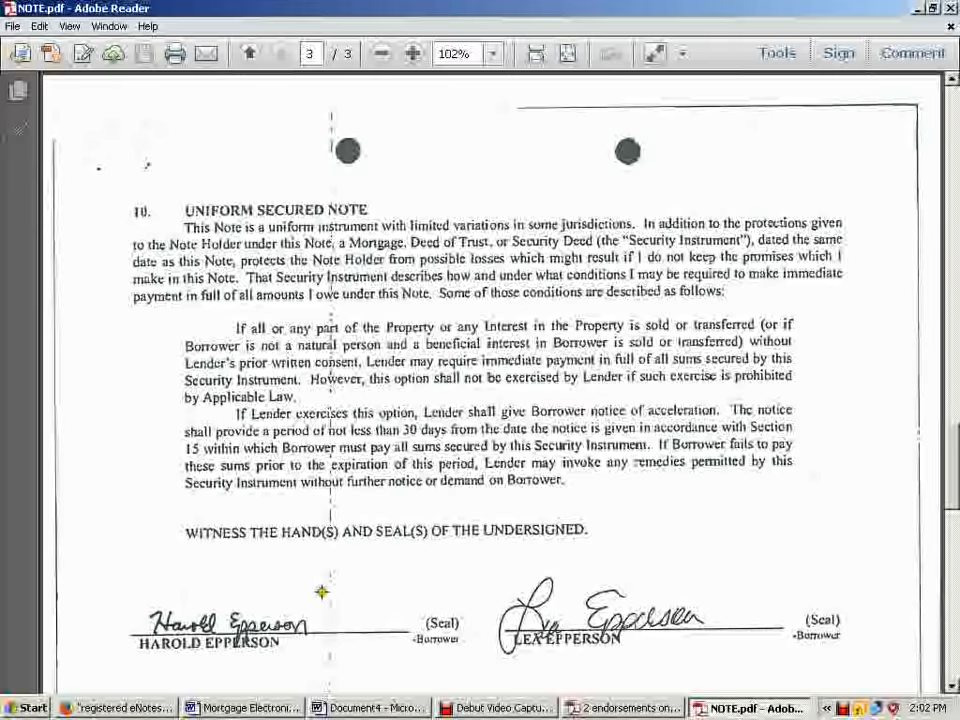 NOTE.pdf - Adobe Reader
File Edit View Window Help
3 / 3 102% Tools Sign Comment
10. UNIFORM SECURED NOTE
This Note is a uniform instrument with limited variations in some jurisdictions. In addition to the protections given
to the Note Holder under this Note, a Mortgage, Deed of Trust, or Security Deed (the "Security Instrument"), dated the same
date as this Note, protects the Note Holder from possible losses which might result if I do not keep the promises which I
make in this Note. That Security Instrument describes how and under what conditions I may be required to make immediate
payment in full of all amounts I owe under this Note. Some of those conditions are described as follows:
If all or any part of the Property or any Interest in the Property is sold or transferred (or if
Borrower is not a natural person and a beneficial interest in Borrower is sold or transferred) without
Lender's prior written consent, Lender may require immediate payment in full of all sums secured by this
Security Instrument. However, this option shall not be exercised by Lender if such exercise is prohibited
by Applicable Law.
If Lender exercises this option, Lender shall give Borrower notice of acceleration. The notice
shall provide a period of not less than 30 days from the date the notice is given in accordance with Section
15 within which Borrower must pay all sums secured by this Security Instrument. If Borrower fails to pay
these sums prior to the expiration of this period, Lender may invoke any remedies permitted by this
Security Instrument without further notice or demand on Borrower.
WITNESS THE HAND(S) AND SEAL(S) OF THE UNDERSIGNED.
Harold Epperson (Seal) Lea Epperson (Seal)
HAROLD EPPERSON -Borrower LEA EPPERSON -Borrower
Start "registered eNotes... Mortgage Electroni... Document4 - Micro... Debut Video Captu... 2 endorsements on... NOTE.pdf - Adob... « 2:02 PM